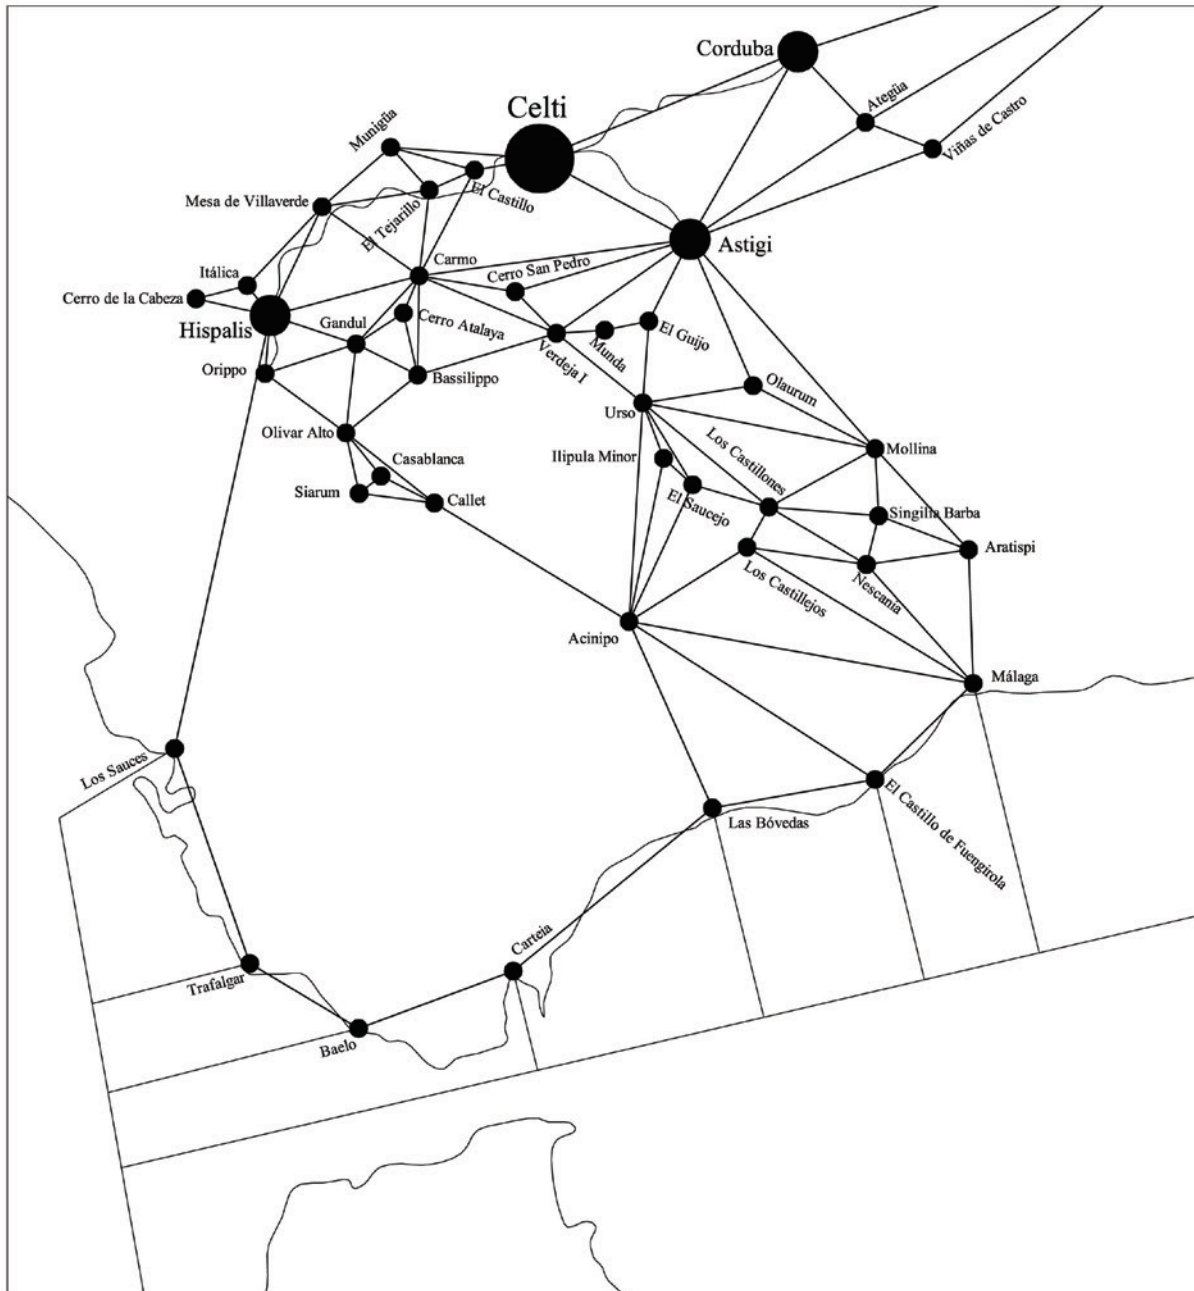 Corduba
Celti
Ategüa
Munigüa
Viñas de Castro
El Castillo
Mesa de Villaverde
El Tejarillo
Astigi
Carmo
Cerro San Pedro
Itálica
Cerro de la Cabeza
Hispalis
Gandul
Cerro Atalaya
El Guijo
Munda
Verdeja I
Orippo
Bassilippo
Olaurum
Urso
Olivar Alto
Los Castillones
Mollina
Casablanca
Ilipula Minor
Siarum
Callet
El Saucejo
Singilia Barba
Aratispi
Los Castillejos
Nescania
Acinipo
Málaga
Los Sauces
Las Bóvedas
El Castillo de Fuengirola
Carteia
Trafalgar
Baelo